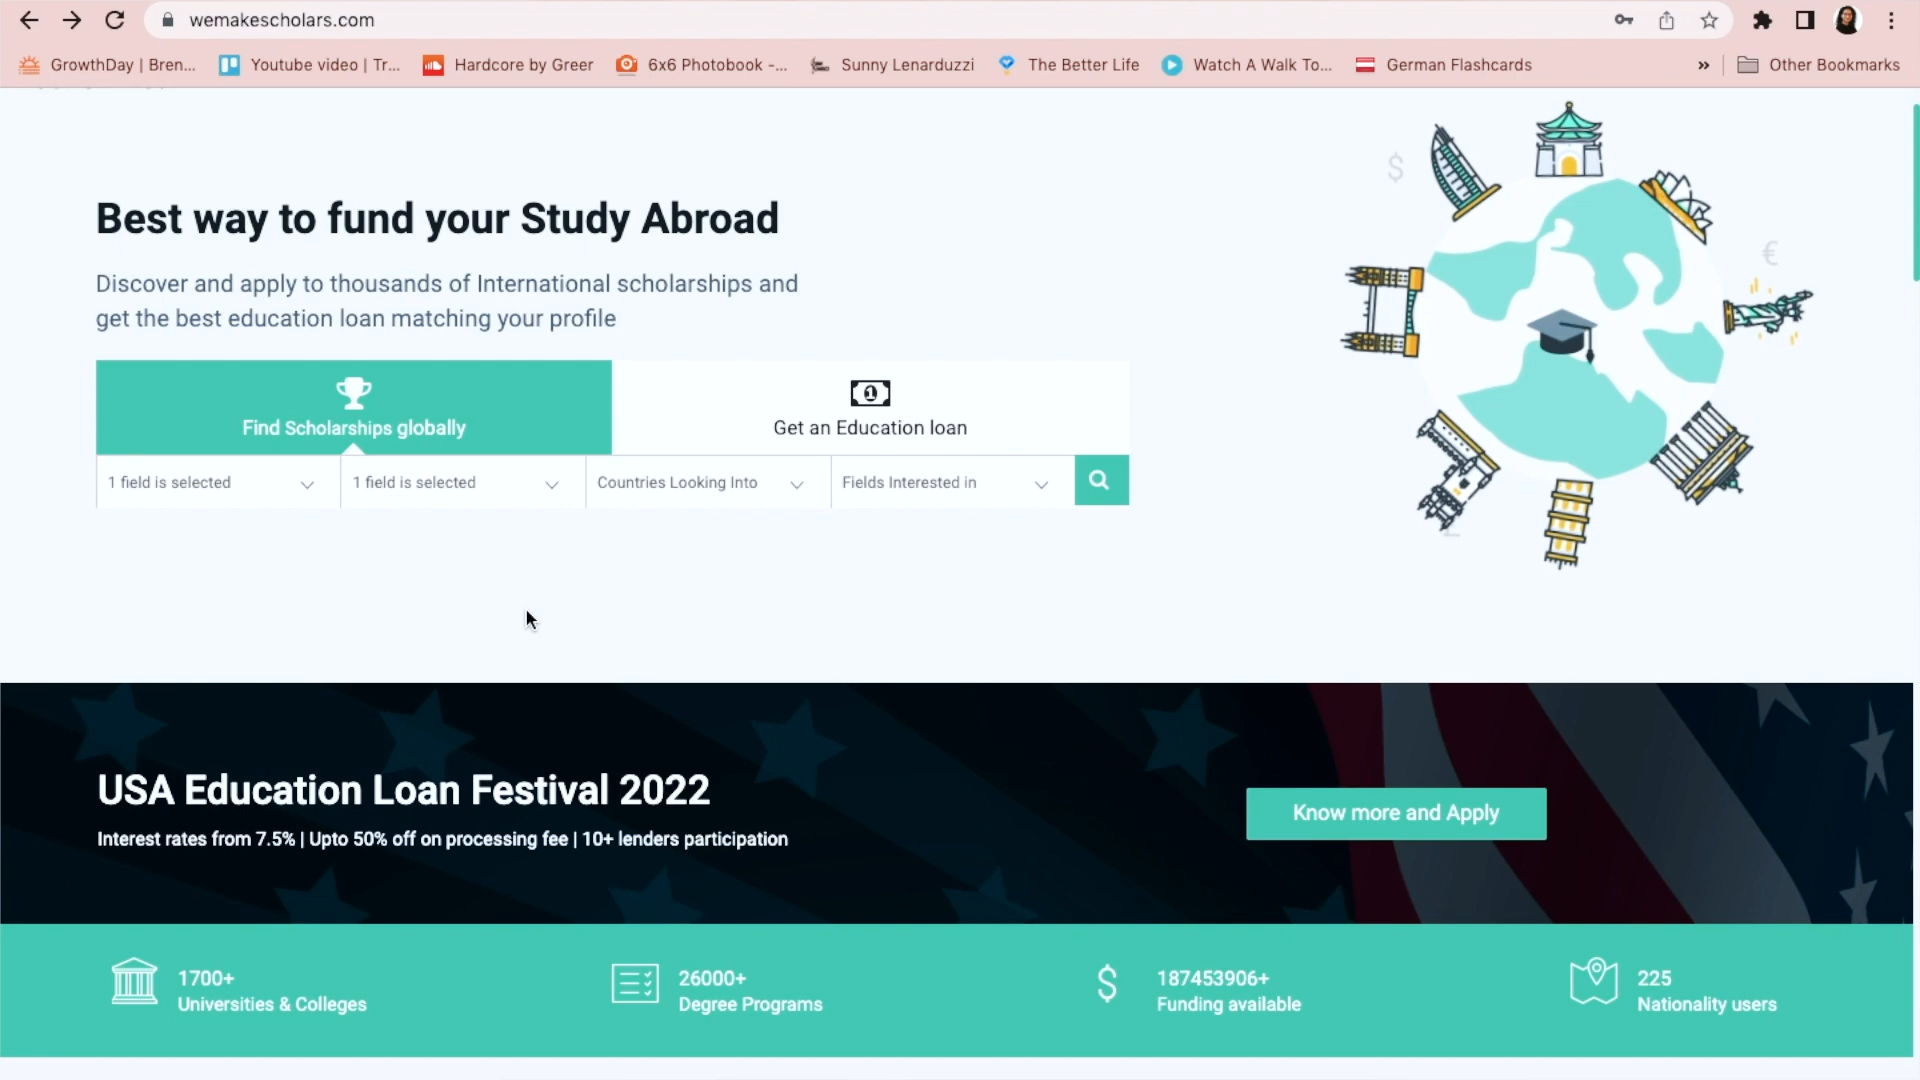 wemakescholars.com
GrowthDay | Bren...
Youtube video | Tr...
Hardcore by Greer
6x6 Photobook -...
Sunny Lenarduzzi
The Better Life
Watch A Walk To...
German Flashcards
»
Other Bookmarks
Best way to fund your Study Abroad
Discover and apply to thousands of International scholarships and
get the best education loan matching your profile
Find Scholarships globally
Get an Education loan
1 field is selected
1 field is selected
Countries Looking Into
Fields Interested in
USA Education Loan Festival 2022
Interest rates from 7.5% | Upto 50% off on processing fee | 10+ lenders participation
Know more and Apply
1700+
Universities & Colleges
26000+
Degree Programs
$
187453906+
Funding available
225
Nationality users